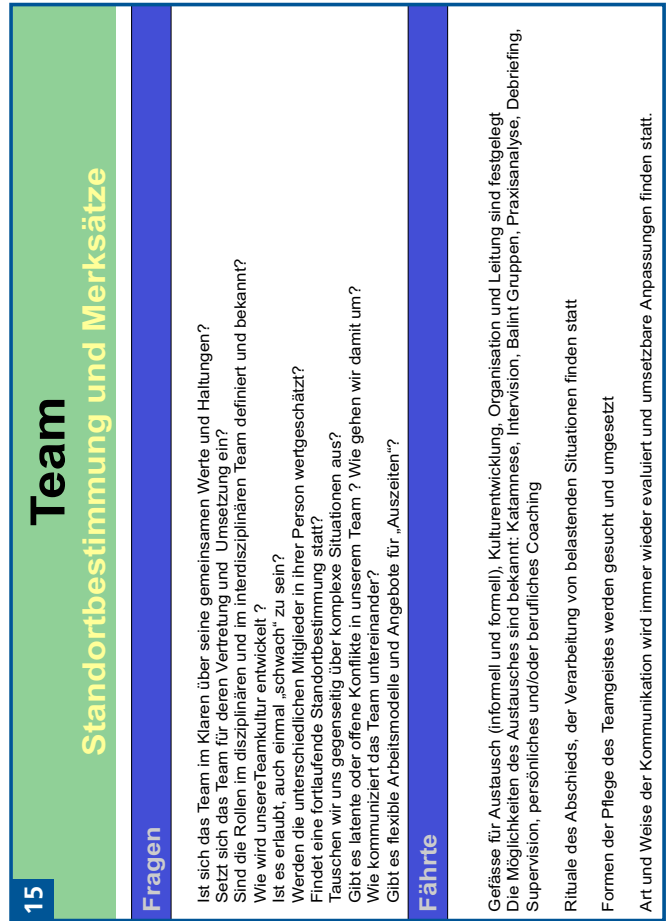 15
Team
Standortbestimmung und Merksätze
Fragen
Ist sich das Team im Klaren über seine gemeinsamen Werte und Haltungen?
Setzt sich das Team für deren Vertretung und Umsetzung ein?
Sind die Rollen im disziplinären und im interdisziplinären Team definiert und bekannt?
Wie wird unsereTeamkultur entwickelt ?
Ist es erlaubt, auch einmal „schwach“ zu sein?
Werden die unterschiedlichen Mitglieder in ihrer Person wertgeschätzt?
Findet eine fortlaufende Standortbestimmung statt?
Tauschen wir uns gegenseitig über komplexe Situationen aus?
Gibt es latente oder offene Konflikte in unserem Team ? Wie gehen wir damit um?
Wie kommuniziert das Team untereinander?
Gibt es flexible Arbeitsmodelle und Angebote für „Auszeiten“?
Fährte
Gefässe für Austausch (informell und formell), Kulturentwicklung, Organisation und Leitung sind festgelegt
Die Möglichkeiten des Austausches sind bekannt: Katamnese, Intervision, Balint Gruppen, Praxisanalyse, Debriefing,
Supervision, persönliches und/oder berufliches Coaching
Rituale des Abschieds, der Verarbeitung von belastenden Situationen finden statt
Formen der Pflege des Teamgeistes werden gesucht und umgesetzt
Art und Weise der Kommunikation wird immer wieder evaluiert und umsetzbare Anpassungen finden statt.